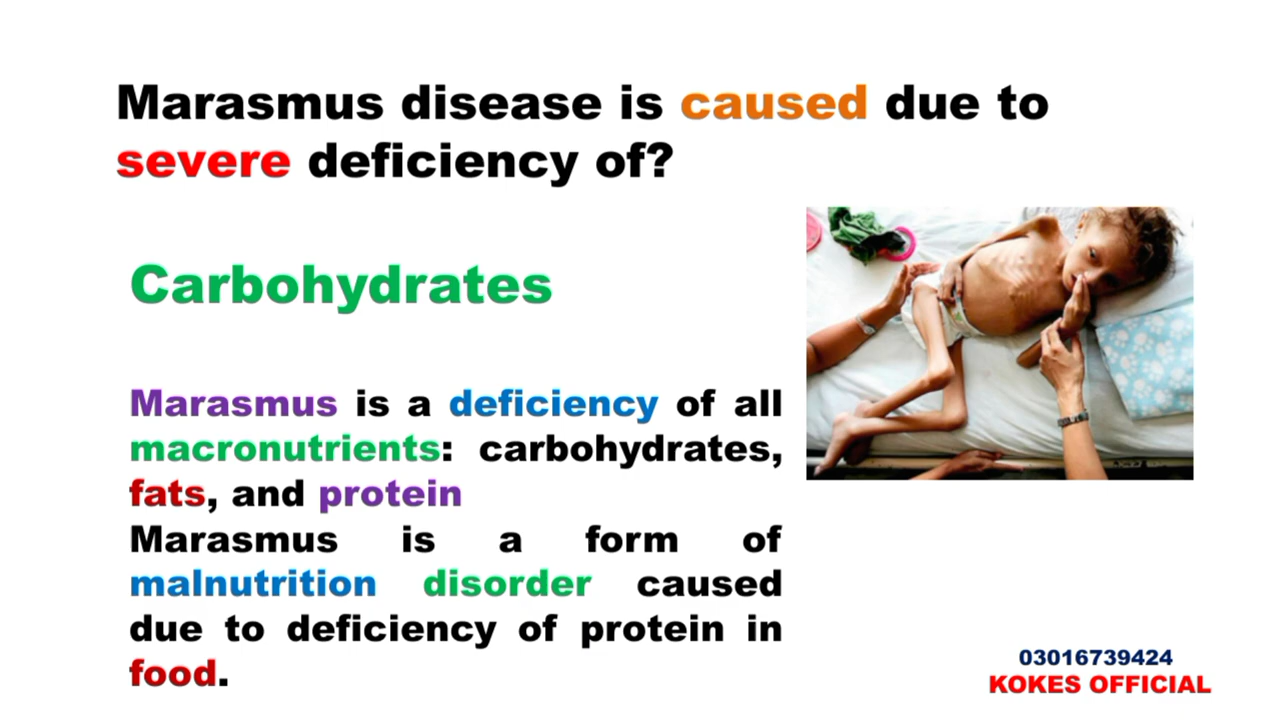 Marasmus disease is caused due to
severe deficiency of?
Carbohydrates
Marasmus is a deficiency of all
macronutrients: carbohydrates,
fats, and protein
Marasmus is a form of
malnutrition disorder caused
due to deficiency of protein in
food.
03016739424
KOKES OFFICIAL